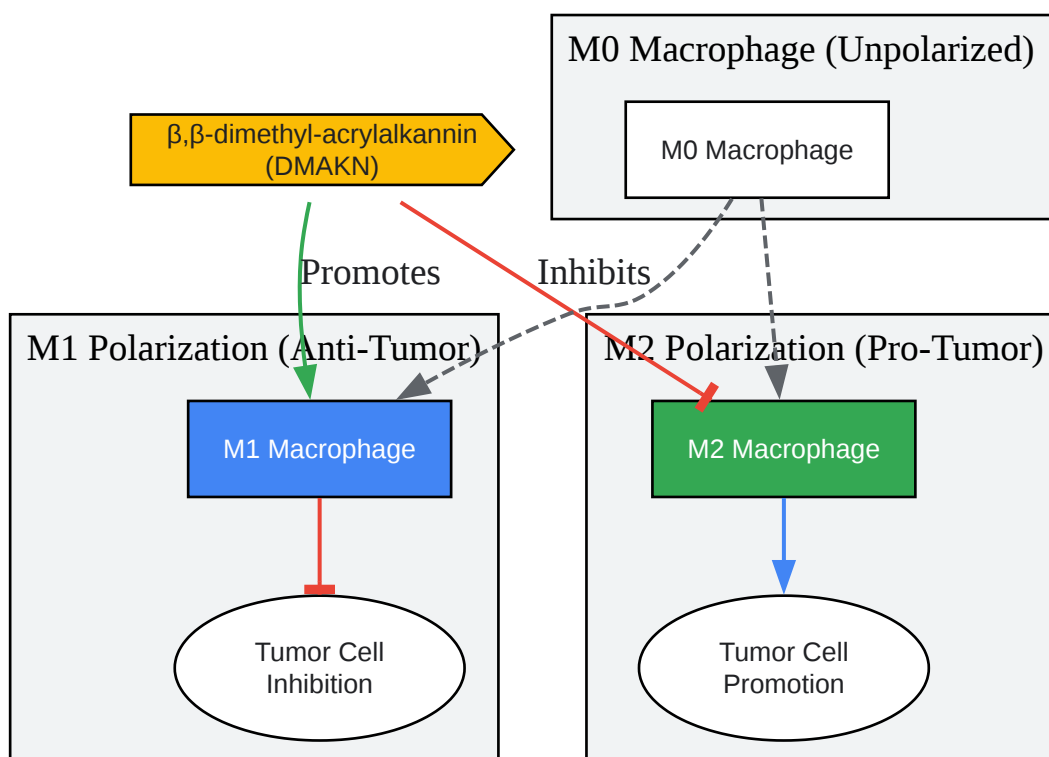 M0 Macrophage (Unpolarized)
β,β-dimethyl-acrylalkannin
(DMAKN)
M0 Macrophage
Promotes
Inhibits
M1 Polarization (Anti-Tumor)
M2 Polarization (Pro-Tumor)
M1 Macrophage
M2 Macrophage
Tumor Cell
Inhibition
Tumor Cell
Promotion